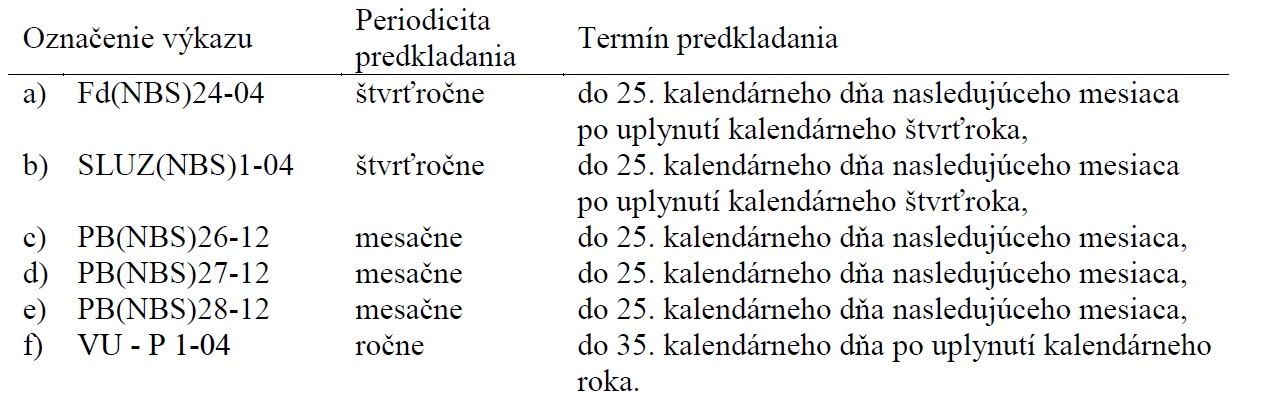 Označenie výkazu Periodicita predkladania Termín predkladania
a) Fd(NBS)24-04 štvrťročne do 25. kalendárneho dňa nasledujúceho mesiaca
po uplynutí kalendárneho štvrťroka,
b) SLUZ(NBS)1-04 štvrťročne do 25. kalendárneho dňa nasledujúceho mesiaca
po uplynutí kalendárneho štvrťroka,
c) PB(NBS)26-12 mesačne do 25. kalendárneho dňa nasledujúceho mesiaca,
d) PB(NBS)27-12 mesačne do 25. kalendárneho dňa nasledujúceho mesiaca,
e) PB(NBS)28-12 mesačne do 25. kalendárneho dňa nasledujúceho mesiaca,
f) VU - P 1-04 ročne do 35. kalendárneho dňa po uplynutí kalendárneho
roka.